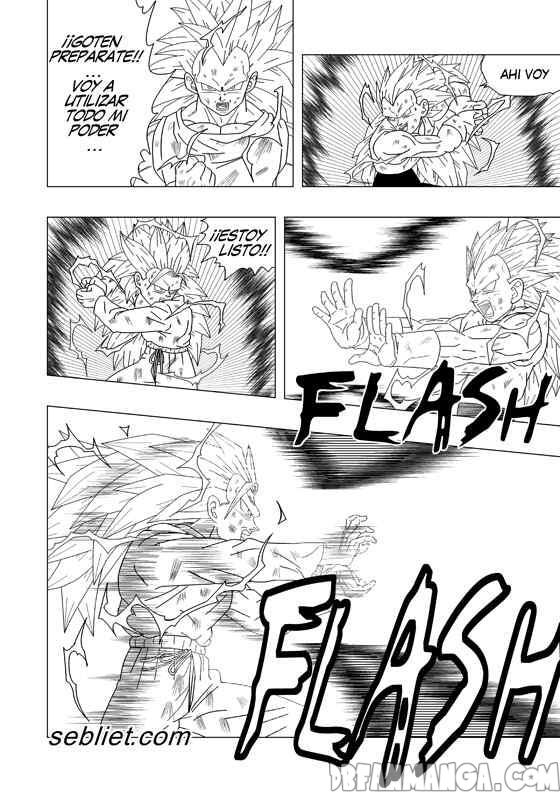 ¡¡GOTEN
PREPARATE!!
...
VOY A
UTILIZAR
TODO MI
PODER
...
AHI VOY
¡¡ESTOY
LISTO!!
FLASH
FLASH
sebliet.com
DBFANMANGA.COM